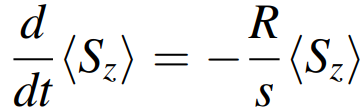 d/dt ⟨S_z⟩ = −R/s ⟨S_z⟩